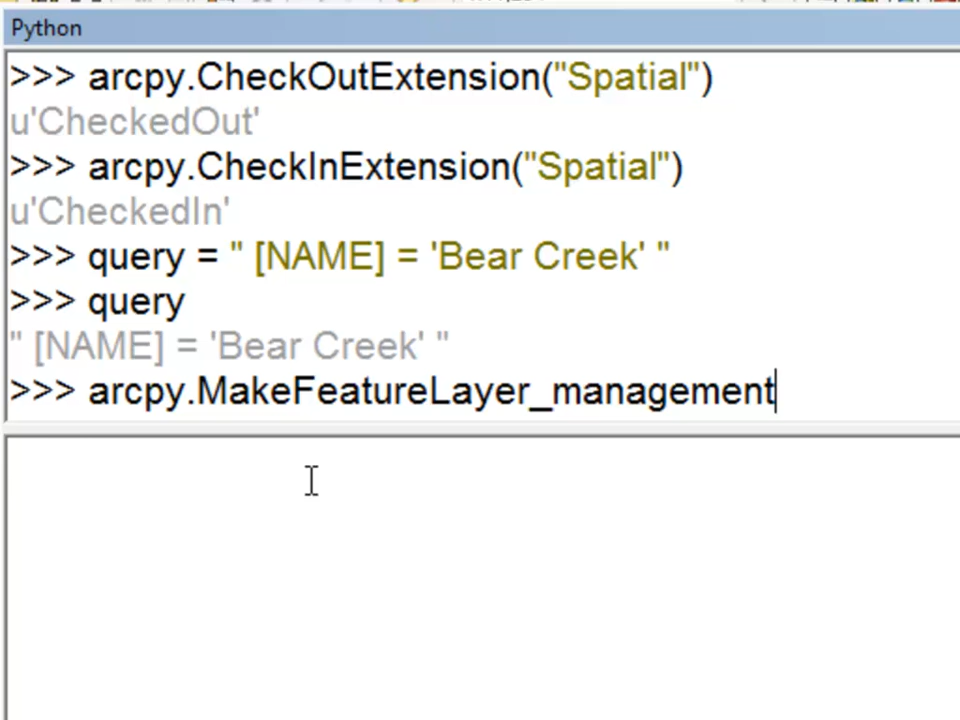 Python
>>> arcpy.CheckOutExtension("Spatial")
u'CheckedOut'
>>> arcpy.CheckInExtension("Spatial")
u'CheckedIn'
>>> query = " [NAME] = 'Bear Creek' "
>>> query
" [NAME] = 'Bear Creek' "
>>> arcpy.MakeFeatureLayer_management